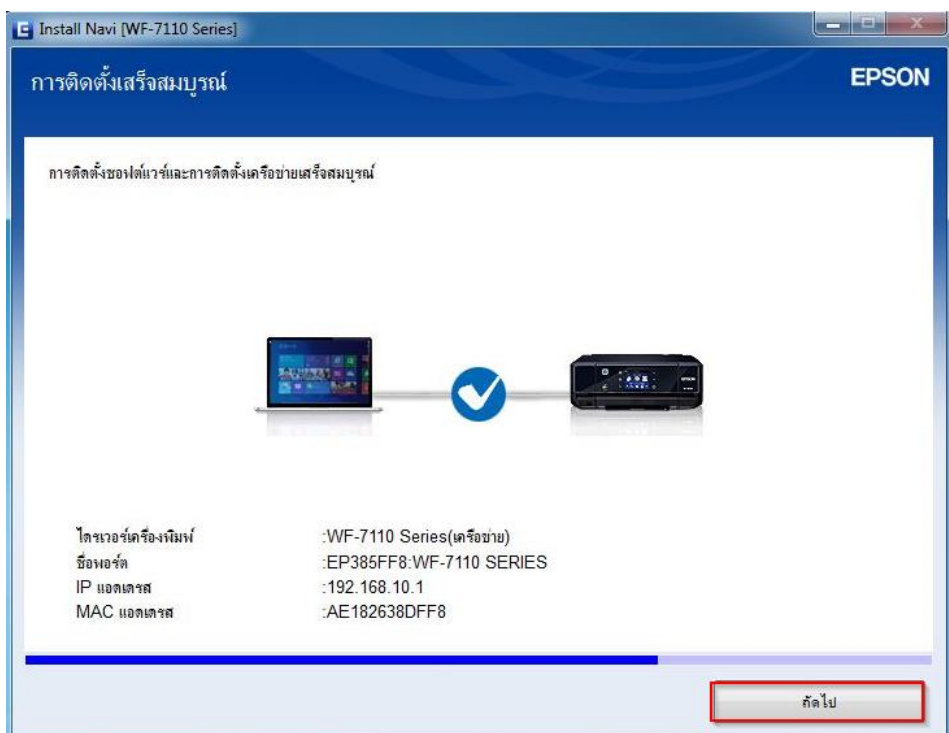 Install Navi [WF-7110 Series]
การติดตั้งเสร็จสมบูรณ์
EPSON
การติดตั้งซอฟต์แวร์และการติดตั้งเครือข่ายเสร็จสมบูรณ์
ไดรเวอร์เครื่องพิมพ์ :WF-7110 Series(เครือข่าย)
ชื่อพอร์ต :EP385FF8:WF-7110 SERIES
IP แอดเดรส :192.168.10.1
MAC แอดเดรส :AE182638DFF8
ถัดไป